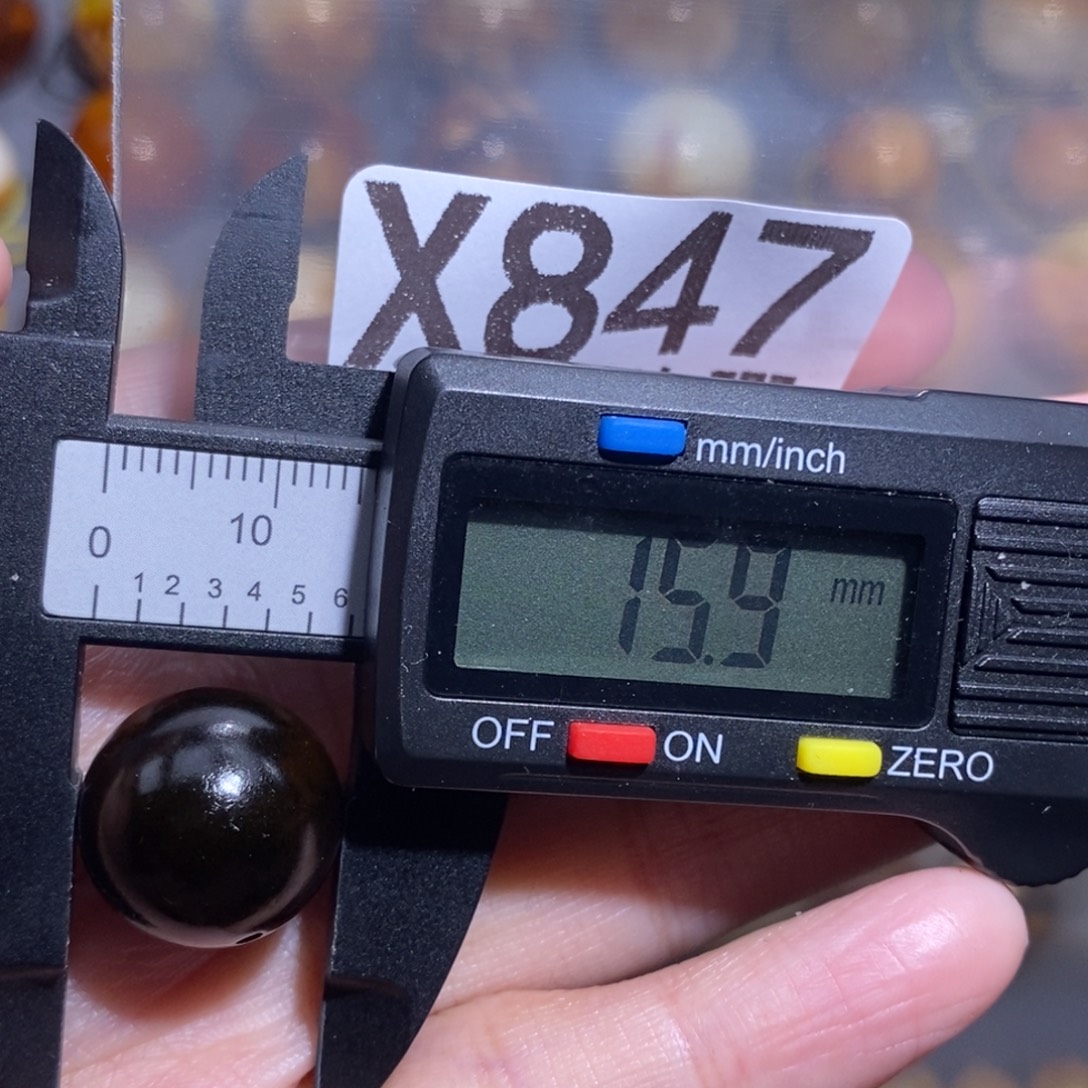 X847
mm/inch
0 10
1 2 3 4 5 6
15.9 mm
OFF ON ZERO